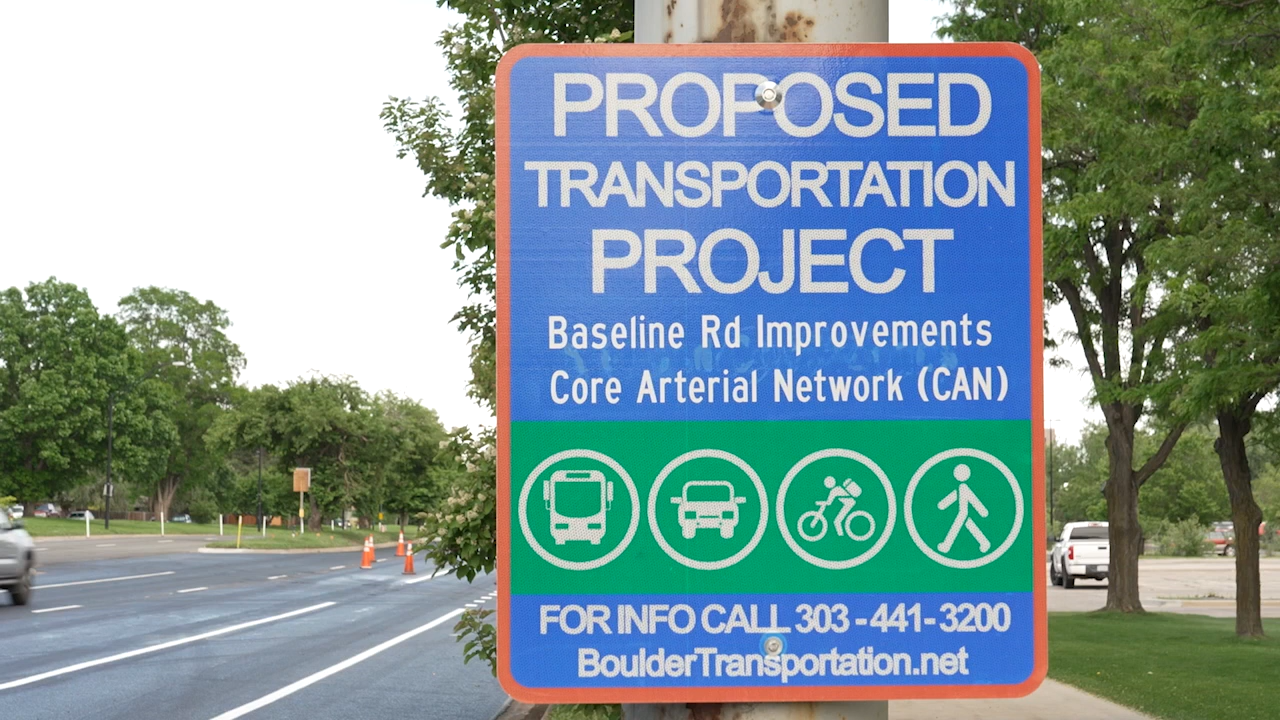 PROPOSED
TRANSPORTATION
PROJECT
Baseline Rd Improvements
Core Arterial Network (CAN)
FOR INFO CALL 303-441-3200
BoulderTransportation.net